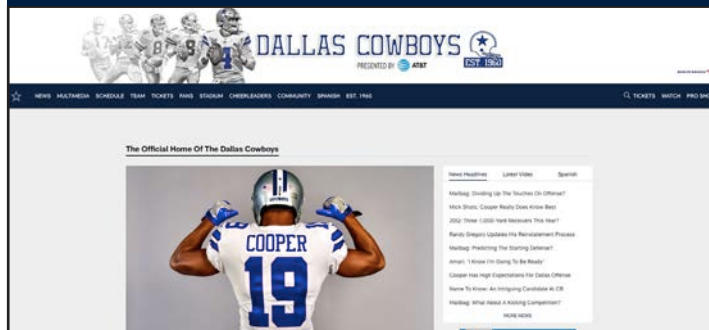 DALLAS COWBOYS
EST. 1960
PRESENTED BY AT&T
NEWS MULTIMEDIA SCHEDULE TEAM TICKETS FANS STADIUM CHEERLEADERS COMMUNITY SPANISH EST. 1960
TICKETS WATCH PRO SH
The Official Home Of The Dallas Cowboys
News Headlines Latest Video Spanish
Mailbag: Dividing Up The Touches On Offense?
Mick Shots: Cooper Really Does Know Best
Three 1,000-Yard Receivers This Year?
Randy Gregory Updates His Reinstatement Process
Mailbag: Predicting The Starting Defense?
Amari: 'I Know I'm Going To Be Ready'
Cooper Has High Expectations For Dallas Offense
Name To Know: An Intriguing Candidate At CB
Mailbag: What About A Kicking Competition?
MORE NEWS
COWBOYS
COOPER
19
4